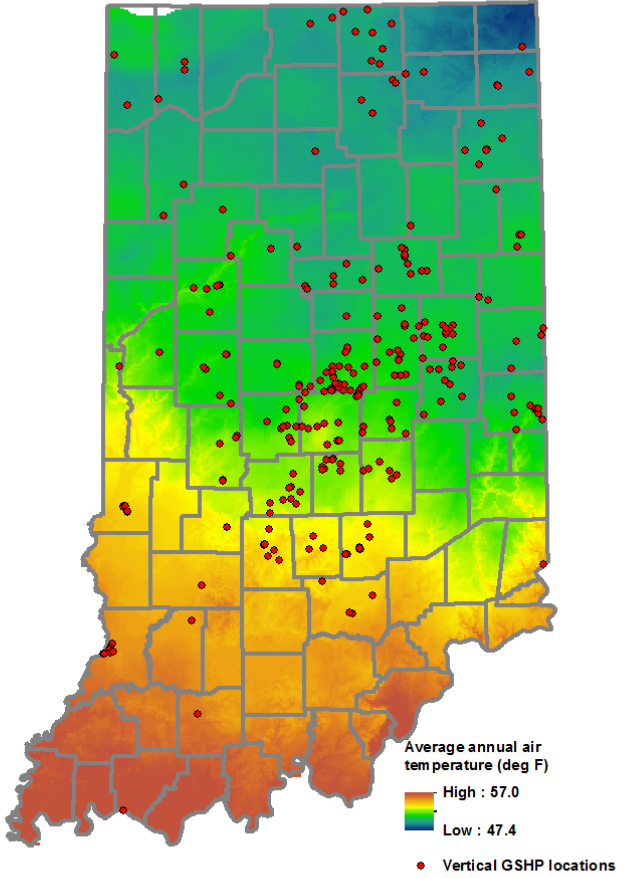 Average annual air
temperature (deg F)
High : 57.0
Low : 47.4
Vertical GSHP locations